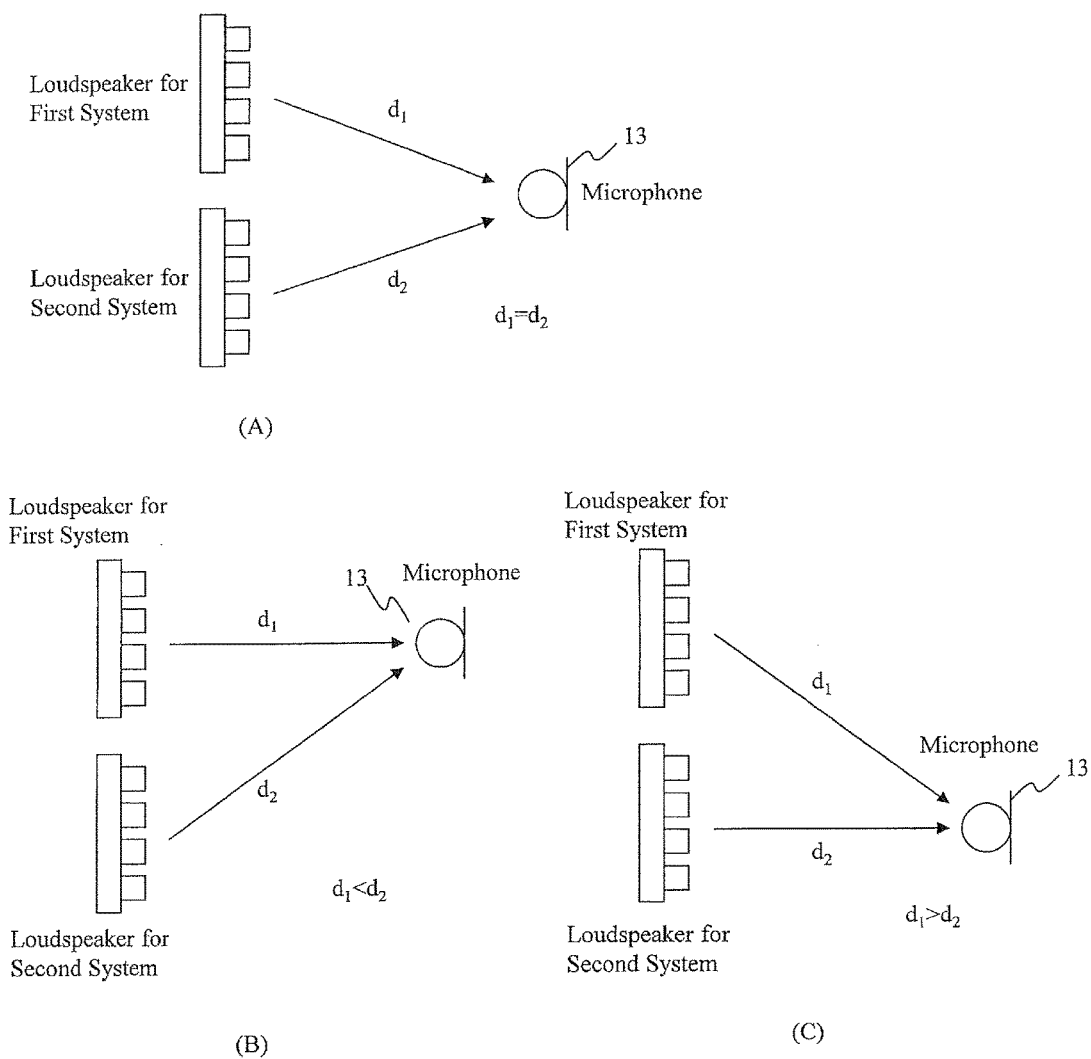 Loudspeaker for
First System
d₁
13
Microphone
Loudspeaker for
Second System
d₂
d₁=d₂
(A)
Loudspeaker for
First System
13
Microphone
d₁
d₂
d₁<d₂
Loudspeaker for
Second System
(B)
Loudspeaker for
First System
d₁
Microphone
13
d₂
d₁>d₂
Loudspeaker for
Second System
(C)